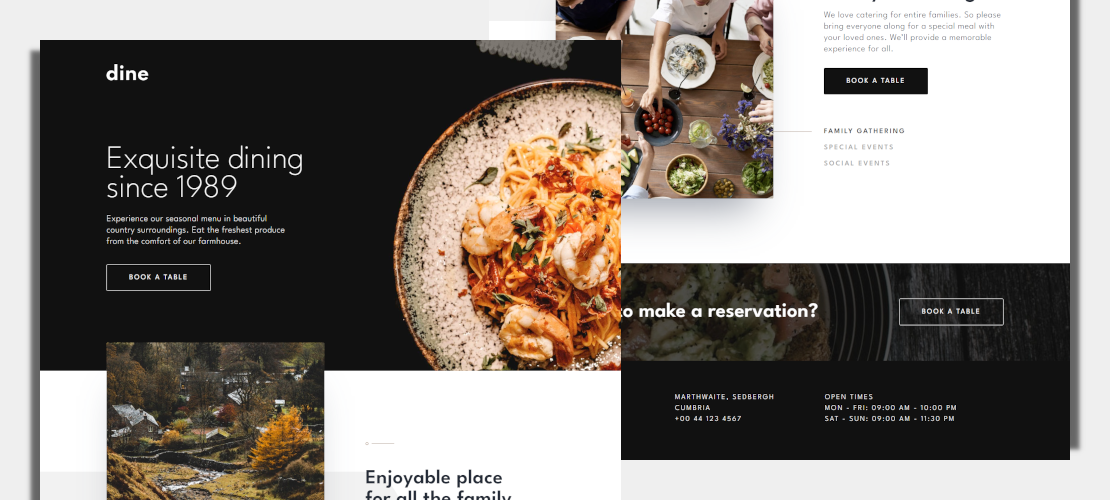 dine
Exquisite dining
since 1989
Experience our seasonal menu in beautiful
country surroundings. Eat the freshest produce
from the comfort of our farmhouse.
BOOK A TABLE
Enjoyable place
for all the family
We love catering for entire families. So please
bring everyone along for a special meal with
your loved ones. We'll provide a memorable
experience for all.
BOOK A TABLE
FAMILY GATHERING
SPECIAL EVENTS
SOCIAL EVENTS
to make a reservation?
BOOK A TABLE
MARTHWAITE, SEDBERGH
CUMBRIA
+00 44 123 4567
OPEN TIMES
MON - FRI: 09:00 AM - 10:00 PM
SAT - SUN: 09:00 AM - 11:30 PM